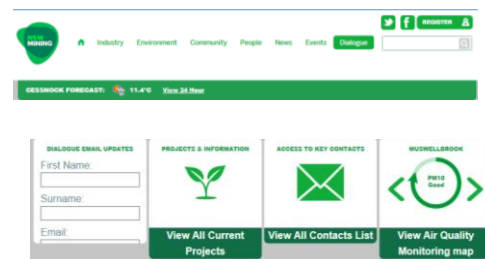 NSW
MINING
Industry Environment Community People News Events Dialogue
REGISTER
CESSNOCK FORECAST: 11.4°C View 24 Hour
DIALOGUE EMAIL UPDATES
First Name:
Surname:
Email:
PROJECTS & INFORMATION
View All Current
Projects
ACCESS TO KEY CONTACTS
View All Contacts List
MUSWELLBROOK
PM10
Good
View Air Quality
Monitoring map